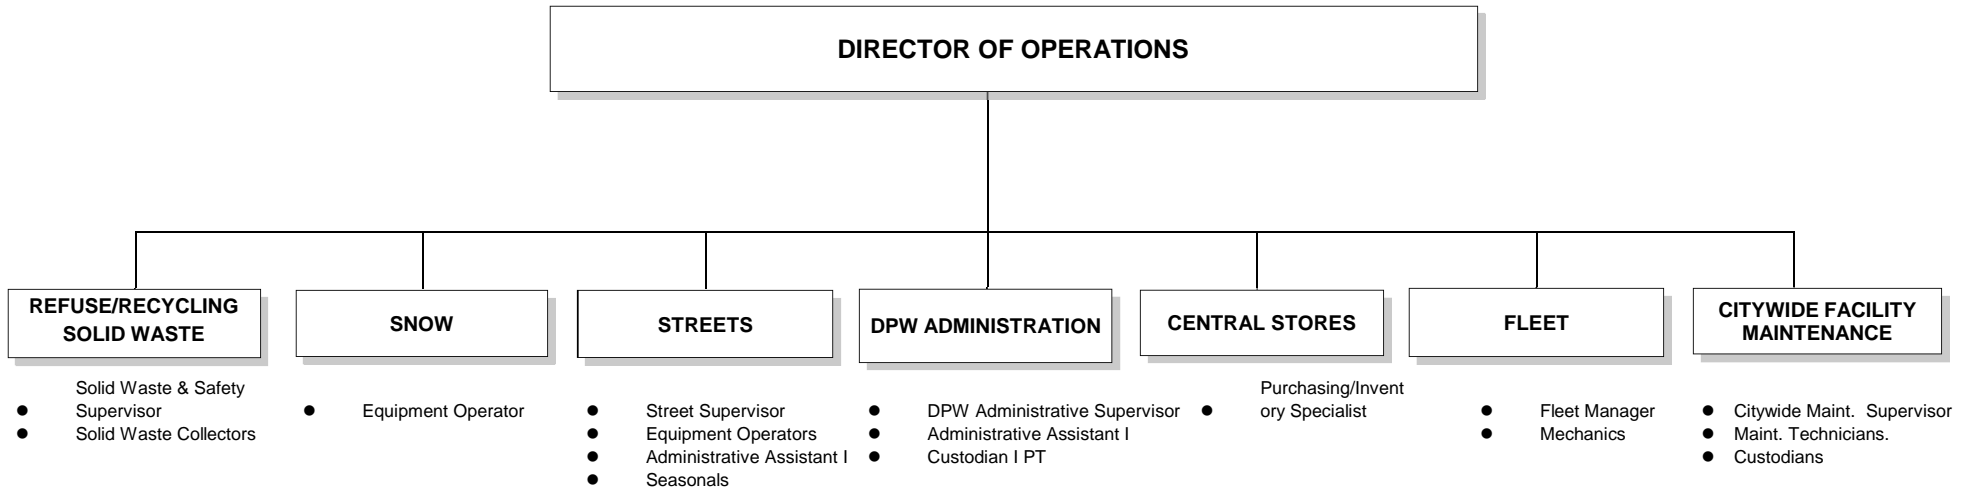 DIRECTOR OF OPERATIONS
REFUSE/RECYCLING
SOLID WASTE
SNOW
STREETS
DPW ADMINISTRATION
CENTRAL STORES
FLEET
CITYWIDE FACILITY
MAINTENANCE
Solid Waste & Safety
● Supervisor
● Solid Waste Collectors
● Equipment Operator
● Street Supervisor
● Equipment Operators
● Administrative Assistant I
● Seasonals
● DPW Administrative Supervisor
● Administrative Assistant I
● Custodian I PT
Purchasing/Invent
● ory Specialist
● Fleet Manager
● Mechanics
● Citywide Maint. Supervisor
● Maint. Technicians.
● Custodians